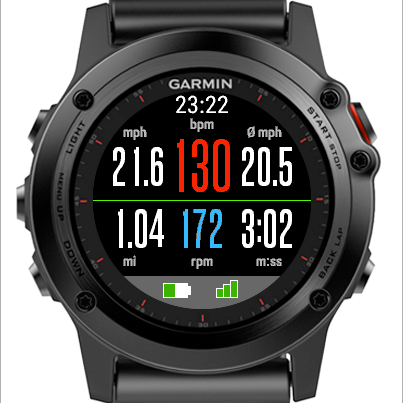 GARMIN
23:22
mph bpm Ø mph
21.6 130 20.5
1.04 172 3:02
mi rpm m:ss
LIGHT
MENU UP
DOWN
START STOP
BACK LAP
30